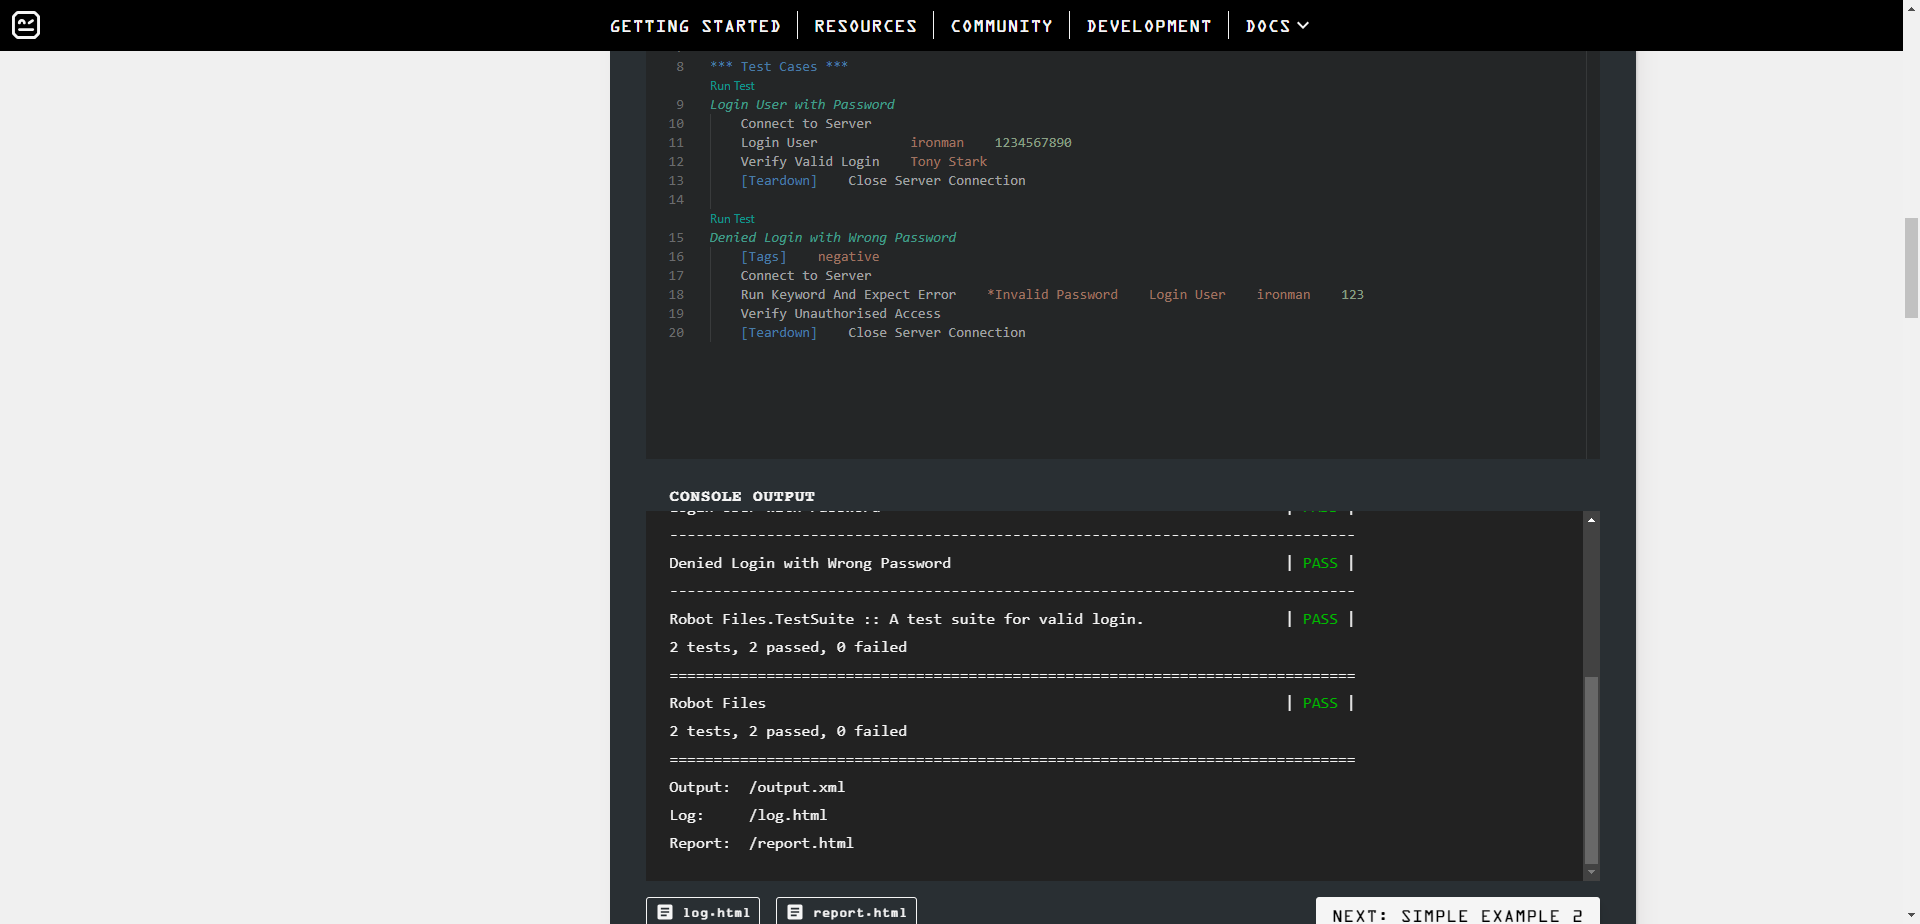 GETTING STARTED RESOURCES COMMUNITY DEVELOPMENT DOCS
8 *** Test Cases ***
Run Test
9 Login User with Password
10 Connect to Server
11 Login User ironman 1234567890
12 Verify Valid Login Tony Stark
13 [Teardown] Close Server Connection
14
Run Test
15 Denied Login with Wrong Password
16 [Tags] negative
17 Connect to Server
18 Run Keyword And Expect Error *Invalid Password Login User ironman 123
19 Verify Unauthorised Access
20 [Teardown] Close Server Connection
CONSOLE OUTPUT
------------------------------------------------------------------------------
Denied Login with Wrong Password | PASS |
------------------------------------------------------------------------------
Robot Files.TestSuite :: A test suite for valid login. | PASS |
2 tests, 2 passed, 0 failed
==============================================================================
Robot Files | PASS |
2 tests, 2 passed, 0 failed
==============================================================================
Output: /output.xml
Log: /log.html
Report: /report.html
log.html report.html NEXT: SIMPLE EXAMPLE 2